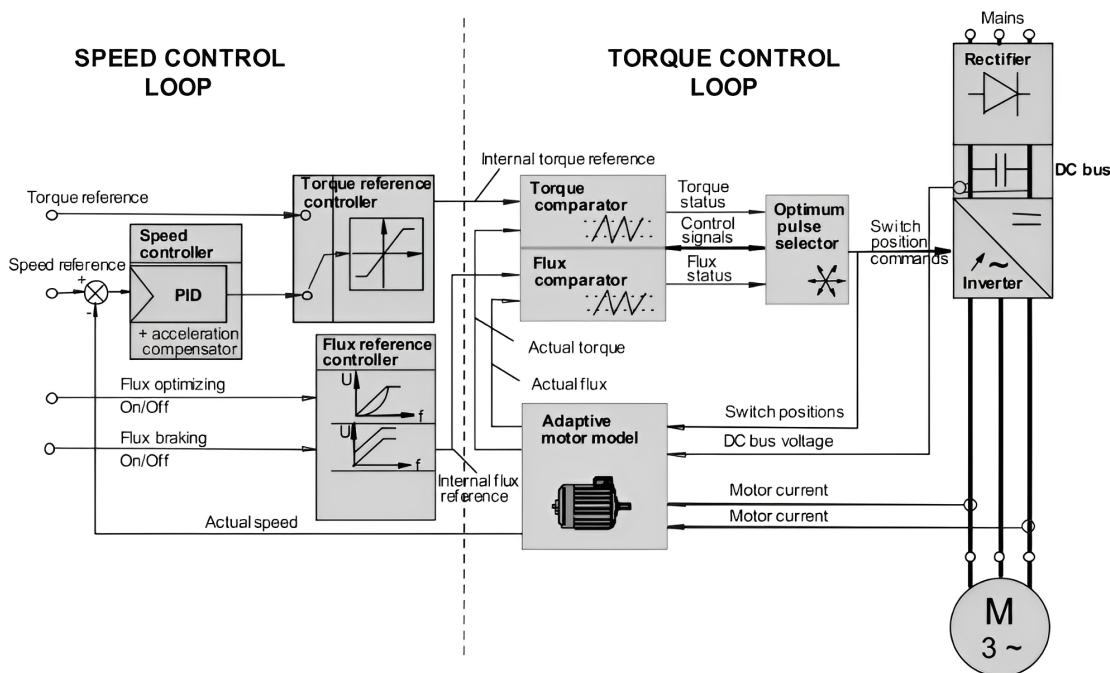 SPEED CONTROL
LOOP
TORQUE CONTROL
LOOP
Mains
Rectifier
DC bus
Internal torque reference
Torque reference
Torque reference
controller
Torque
comparator
Torque
status
Control
signals
Flux
status
Optimum
pulse
selector
Switch
position
commands
=
~
Inverter
Speed
controller
Speed reference
+
-
PID
+ acceleration
compensator
Flux
comparator
Flux reference
controller
U
f
U
f
Actual torque
Actual flux
Flux optimizing
On/Off
Flux braking
On/Off
Internal flux
reference
Adaptive
motor model
Switch positions
DC bus voltage
Motor current
Motor current
Actual speed
M
3 ~